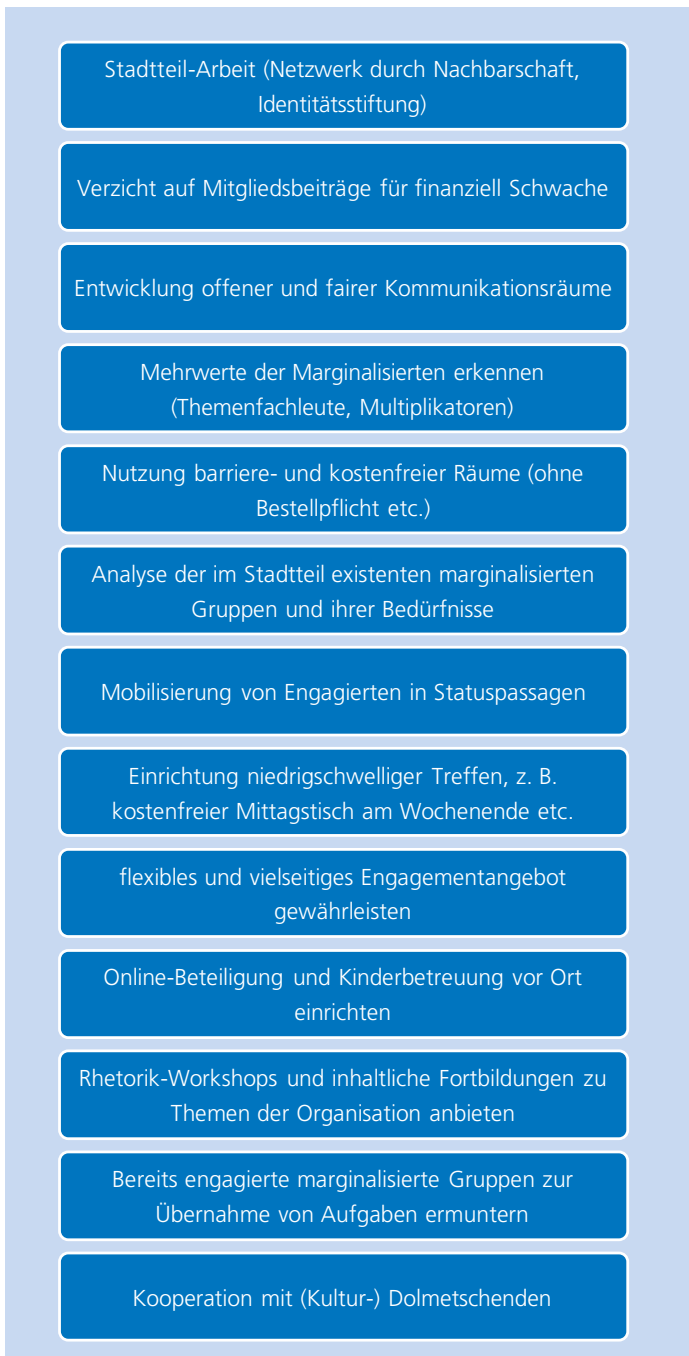 Stadtteil-Arbeit (Netzwerk durch Nachbarschaft,
Identitätsstiftung)
Verzicht auf Mitgliedsbeiträge für finanziell Schwache
Entwicklung offener und fairer Kommunikationsräume
Mehrwerte der Marginalisierten erkennen
(Themenfachleute, Multiplikatoren)
Nutzung barriere- und kostenfreier Räume (ohne
Bestellpflicht etc.)
Analyse der im Stadtteil existenten marginalisierten
Gruppen und ihrer Bedürfnisse
Mobilisierung von Engagierten in Statuspassagen
Einrichtung niedrigschwelliger Treffen, z. B.
kostenfreier Mittagstisch am Wochenende etc.
flexibles und vielseitiges Engagementangebot
gewährleisten
Online-Beteiligung und Kinderbetreuung vor Ort
einrichten
Rhetorik-Workshops und inhaltliche Fortbildungen zu
Themen der Organisation anbieten
Bereits engagierte marginalisierte Gruppen zur
Übernahme von Aufgaben ermuntern
Kooperation mit (Kultur-) Dolmetschenden